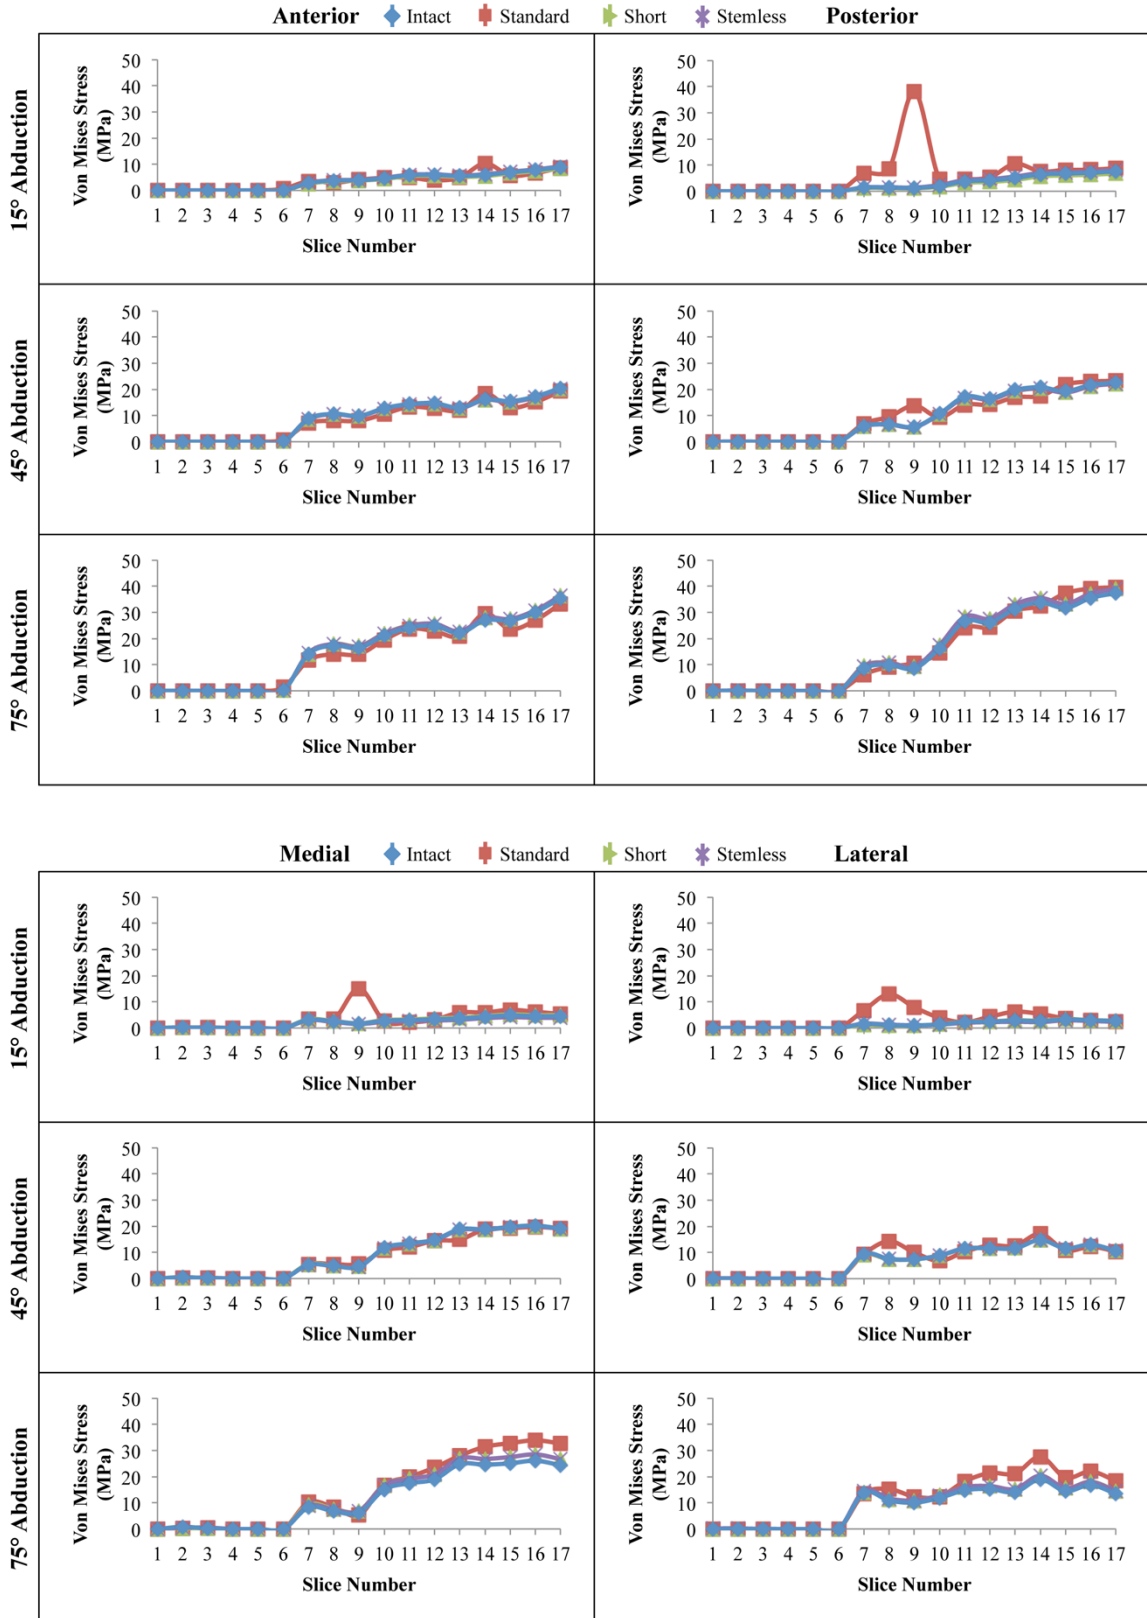 Anterior Intact Standard Short Stemless Posterior
15° Abduction
Von Mises Stress
(MPa)
50
40
30
20
10
0
1 2 3 4 5 6 7 8 9 10 11 12 13 14 15 16 17
Slice Number
Von Mises Stress
(MPa)
50
40
30
20
10
0
1 2 3 4 5 6 7 8 9 10 11 12 13 14 15 16 17
Slice Number
45° Abduction
Von Mises Stress
(MPa)
50
40
30
20
10
0
1 2 3 4 5 6 7 8 9 10 11 12 13 14 15 16 17
Slice Number
Von Mises Stress
(MPa)
50
40
30
20
10
0
1 2 3 4 5 6 7 8 9 10 11 12 13 14 15 16 17
Slice Number
75° Abduction
Von Mises Stress
(MPa)
50
40
30
20
10
0
1 2 3 4 5 6 7 8 9 10 11 12 13 14 15 16 17
Slice Number
Von Mises Stress
(MPa)
50
40
30
20
10
0
1 2 3 4 5 6 7 8 9 10 11 12 13 14 15 16 17
Slice Number
Medial Intact Standard Short Stemless Lateral
15° Abduction
Von Mises Stress
(MPa)
50
40
30
20
10
0
1 2 3 4 5 6 7 8 9 10 11 12 13 14 15 16 17
Slice Number
Von Mises Stress
(MPa)
50
40
30
20
10
0
1 2 3 4 5 6 7 8 9 10 11 12 13 14 15 16 17
Slice Number
45° Abduction
Von Mises Stress
(MPa)
50
40
30
20
10
0
1 2 3 4 5 6 7 8 9 10 11 12 13 14 15 16 17
Slice Number
Von Mises Stress
(MPa)
50
40
30
20
10
0
1 2 3 4 5 6 7 8 9 10 11 12 13 14 15 16 17
Slice Number
75° Abduction
Von Mises Stress
(MPa)
50
40
30
20
10
0
1 2 3 4 5 6 7 8 9 10 11 12 13 14 15 16 17
Slice Number
Von Mises Stress
(MPa)
50
40
30
20
10
0
1 2 3 4 5 6 7 8 9 10 11 12 13 14 15 16 17
Slice Number